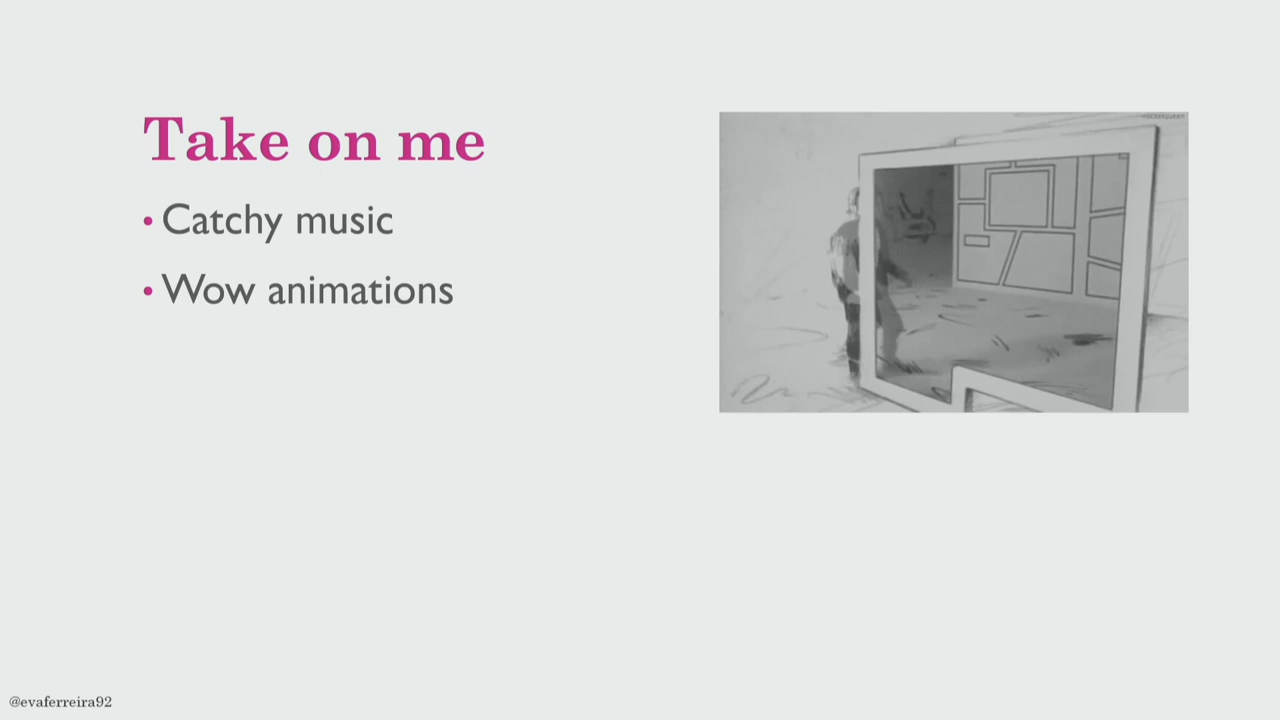 Take on me
• Catchy music
• Wow animations
@evaferreira92